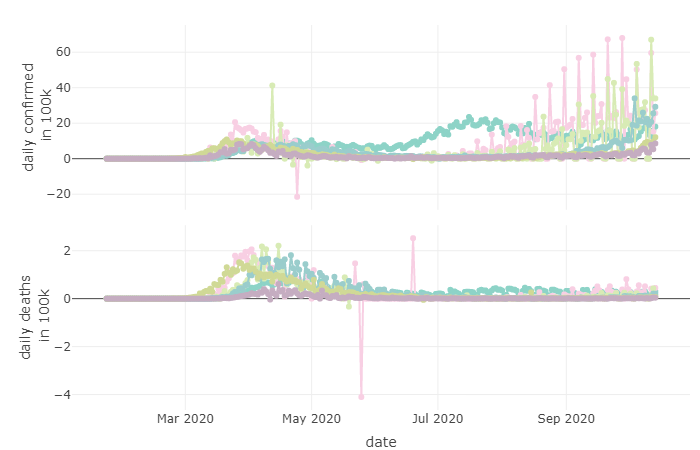 daily confirmed
in 100k
60
40
20
0
−20
daily deaths
in 100k
2
0
−2
−4
Mar 2020
May 2020
Jul 2020
Sep 2020
date